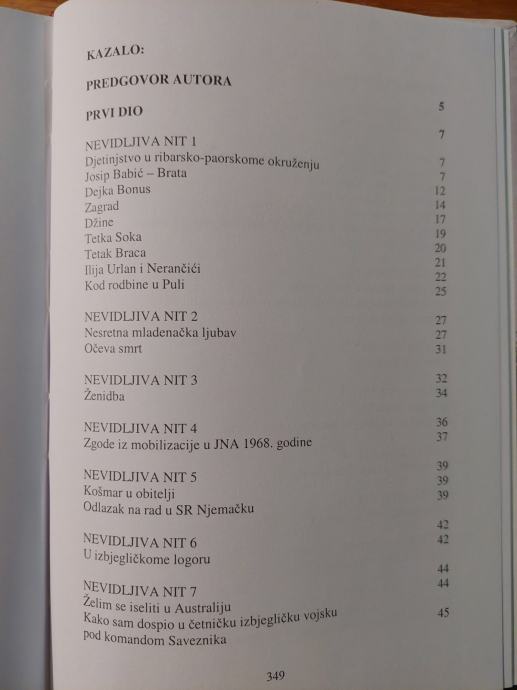 KAZALO:
PREDGOVOR AUTORA 5
PRVI DIO 7
NEVIDLJIVA NIT 1 7
Djetinjstvo u ribarsko-paorskome okruženju 7
Josip Babić – Brata 12
Dejka Bonus 14
Zagrad 17
Džine 19
Tetka Soka 20
Tetak Braca 21
Ilija Urlan i Nerančići 22
Kod rodbine u Puli 25
NEVIDLJIVA NIT 2 27
Nesretna mladenačka ljubav 27
Očeva smrt 31
NEVIDLJIVA NIT 3 32
Ženidba 34
NEVIDLJIVA NIT 4 36
Zgode iz mobilizacije u JNA 1968. godine 37
NEVIDLJIVA NIT 5 39
Košmar u obitelji 39
Odlazak na rad u SR Njemačku 39
NEVIDLJIVA NIT 6 42
U izbjegličkome logoru 42
NEVIDLJIVA NIT 7 44
Želim se iseliti u Australiju 44
Kako sam dospio u četničku izbjegličku vojsku 45
pod komandom Saveznika
349